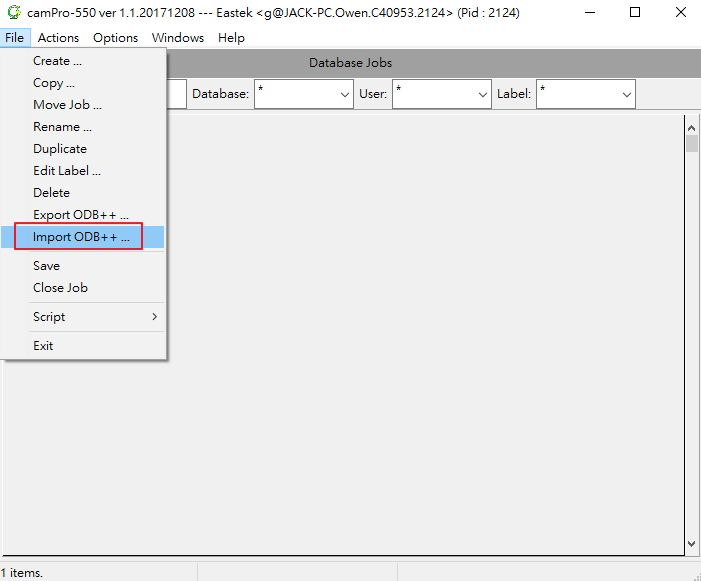 camPro-550 ver 1.1.20171208 --- Eastek <g@JACK-PC.Owen.C40953.2124> (Pid : 2124)
File Actions Options Windows Help
Database Jobs
Database: * User: * Label: *
Create ...
Copy ...
Move Job ...
Rename ...
Duplicate
Edit Label ...
Delete
Export ODB++ ...
Import ODB++ ...
Save
Close Job
Script
Exit
1 items.